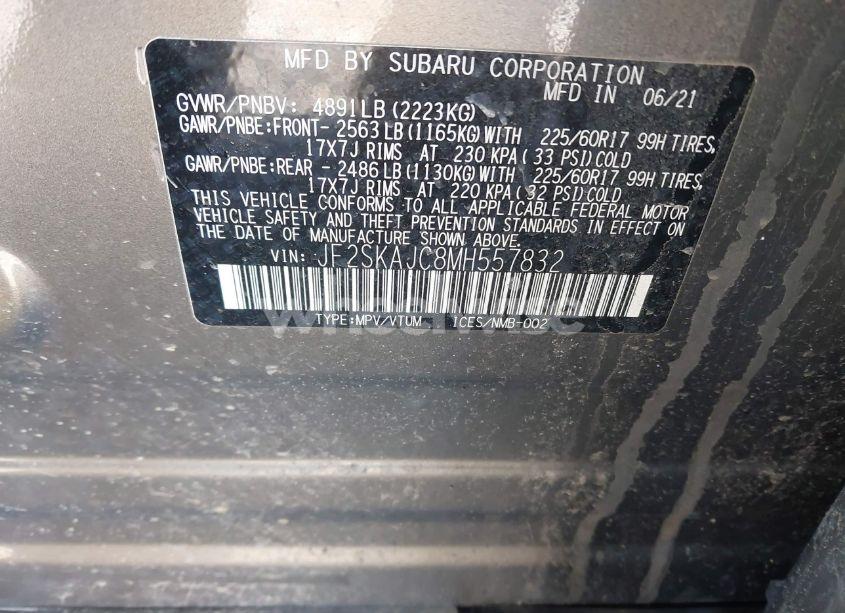 MFD BY SUBARU CORPORATION
MFD IN 06/21
GVWR/PNBV: 4891LB (2223KG)
GAWR/PNBE:FRONT- 2563 LB (1165KG) WITH 225/60R17 99H TIRES,
17X7J RIMS AT 230 KPA (33 PSI) COLD
GAWR/PNBE:REAR - 2486 LB (1130KG) WITH 225/60R17 99H TIRES,
17X7J RIMS AT 220 KPA (32 PSI) COLD
THIS VEHICLE CONFORMS TO ALL APPLICABLE FEDERAL MOTOR
VEHICLE SAFETY AND THEFT PREVENTION STANDARDS IN EFFECT ON
THE DATE OF MANUFACTURE SHOWN ABOVE.
VIN: JF2SKAJC8MH557832
wheelwise
TYPE:MPV/VTUM ICES/NMB-002